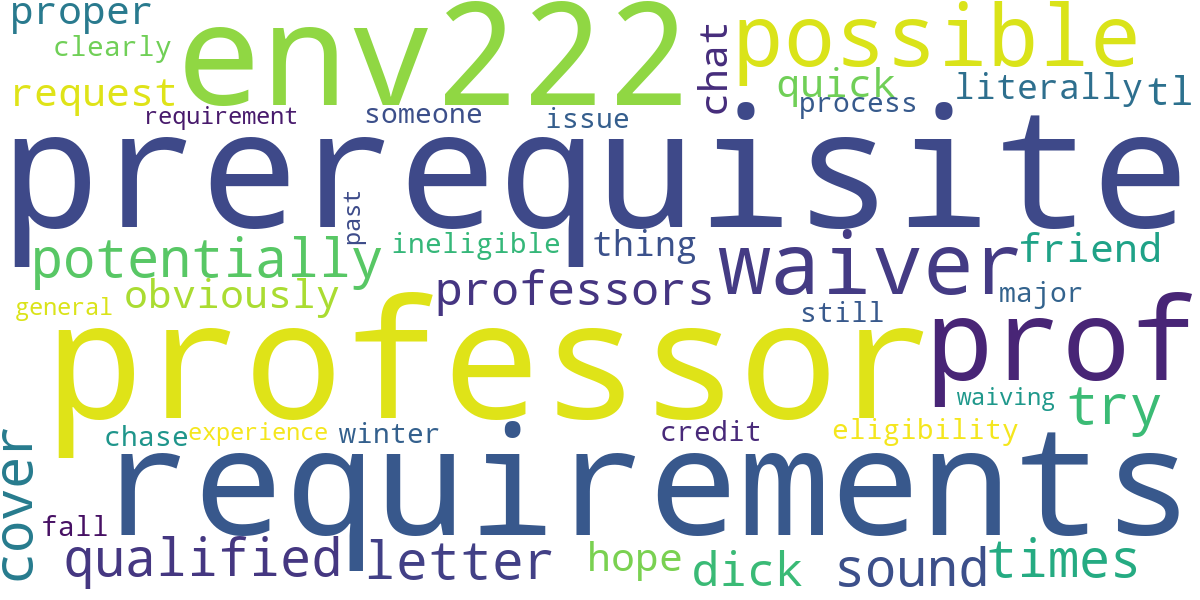 proper
env222
possible
clearly
chat
request
quick
literally
tl
requirement
someone
issue
process
prerequisite
past
potentially
ineligible
thing
waiver
friend
general
obviously
professors
still
major
professor
prof
waiving
try
cover
chase
experience
winter
credit
eligibility
requirements
fall
qualified
letter
hope
dick
sound
times